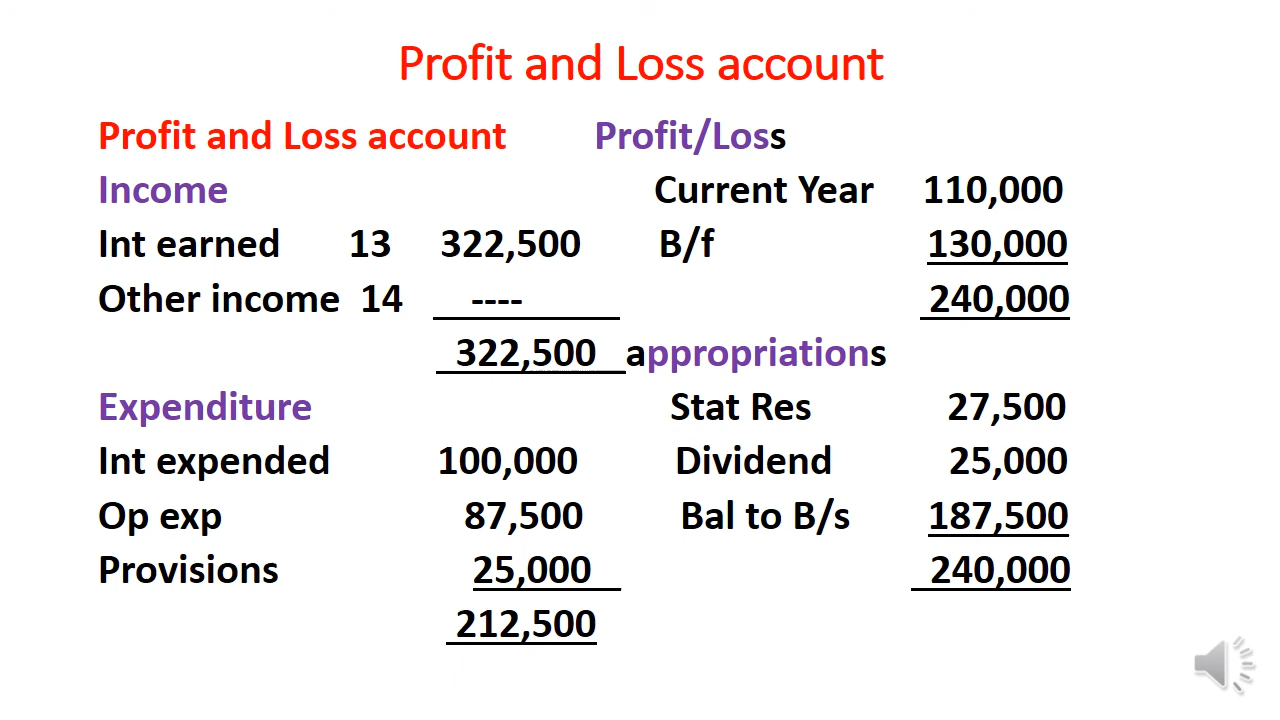 Profit and Loss account
Profit and Loss account Profit/Loss
Income Current Year 110,000
Int earned 13 322,500 B/f 130,000
Other income 14 ---- 240,000
322,500 appropriations
Expenditure Stat Res 27,500
Int expended 100,000 Dividend 25,000
Op exp 87,500 Bal to B/s 187,500
Provisions 25,000 240,000
212,500